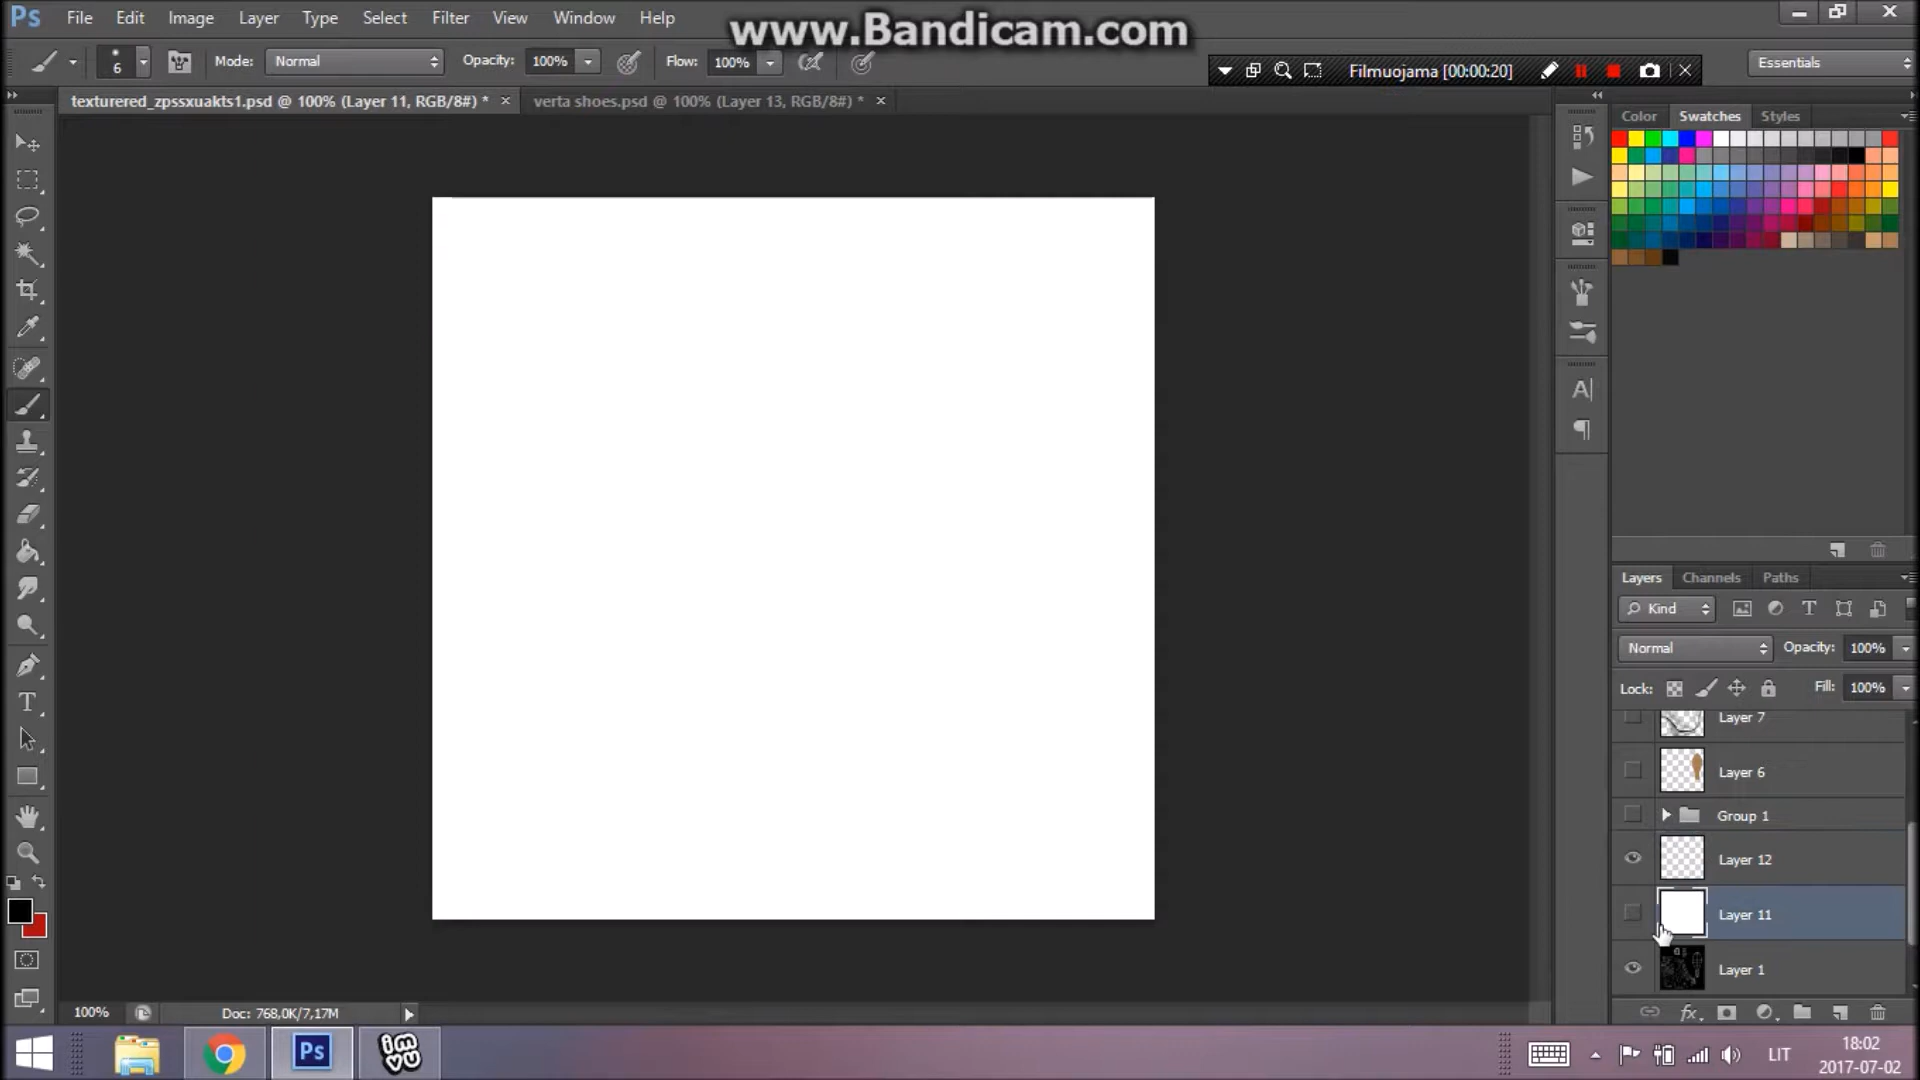 Ps File Edit Image Layer Type Select Filter View Window Help
www.Bandicam.com
6 Mode: Normal Opacity: 100% Flow: 100%
Filmuojama [00:00:20]
Essentials
texturered_zpssxuakts1.psd @ 100% (Layer 11, RGB/8#) * × verta shoes.psd @ 100% (Layer 13, RGB/8#) * ×
Color Swatches Styles
Layers Channels Paths
Kind
Normal Opacity: 100%
Lock: Fill: 100%
Layer 7
Layer 6
Group 1
Layer 12
Layer 11
Layer 1
100% Doc: 768,0K/7,17M
Ps
imvu
LIT
18:02
2017-07-02